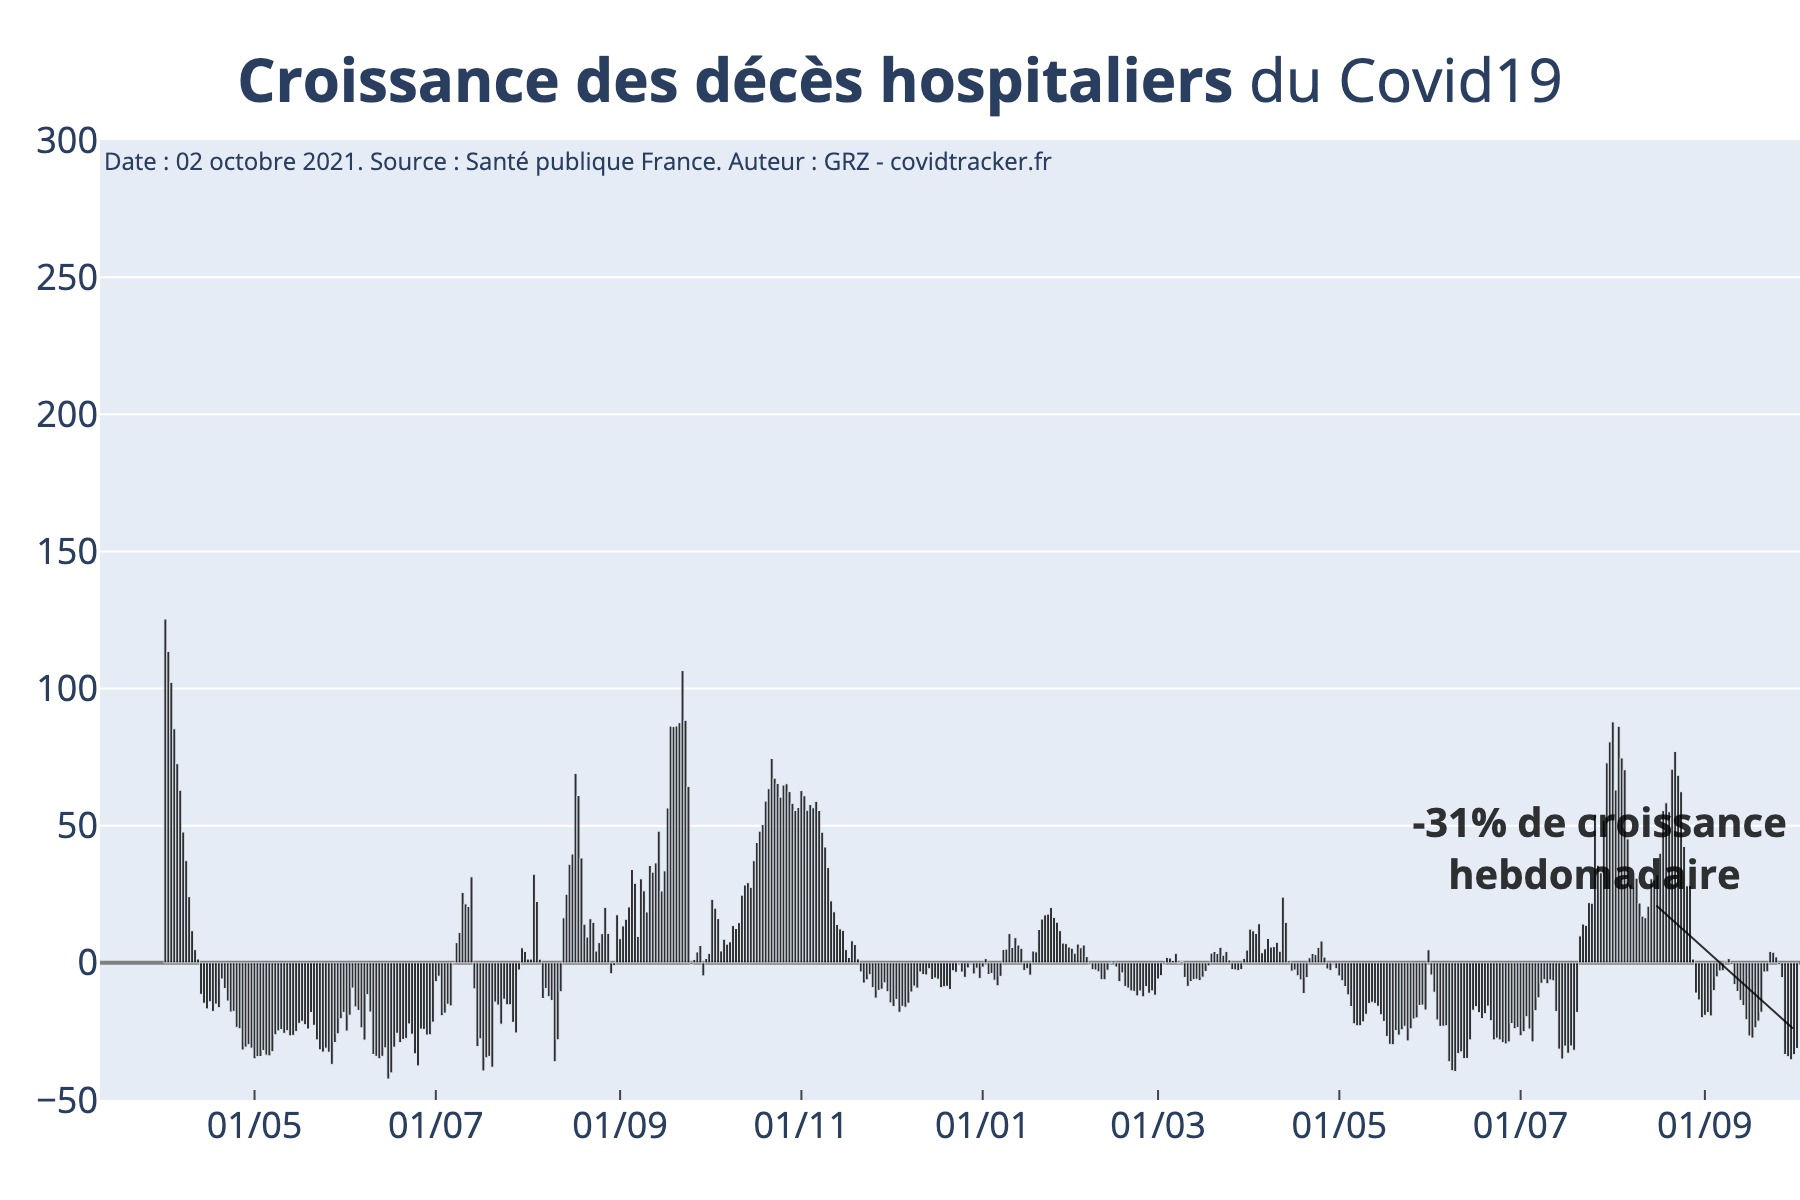 Croissance des décès hospitaliers du Covid19
300
Date : 02 octobre 2021. Source : Santé publique France. Auteur : GRZ - covidtracker.fr
250
200
150
100
50
-31% de croissance
hebdomadaire
0
−50
01/05 01/07 01/09 01/11 01/01 01/03 01/05 01/07 01/09